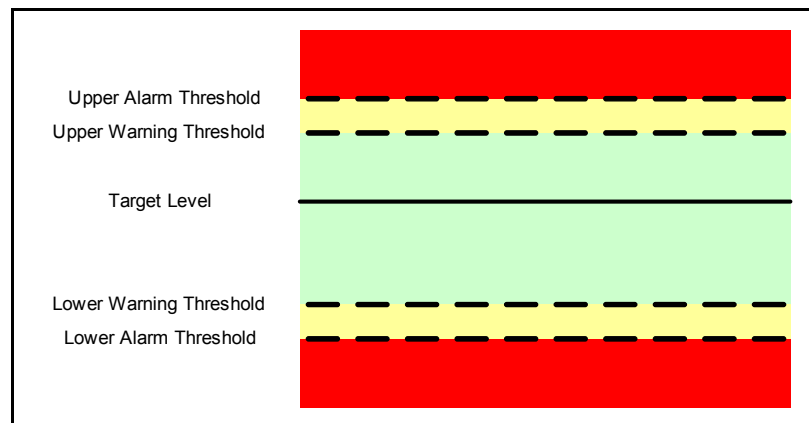 Upper Alarm Threshold
Upper Warning Threshold
Target Level
Lower Warning Threshold
Lower Alarm Threshold